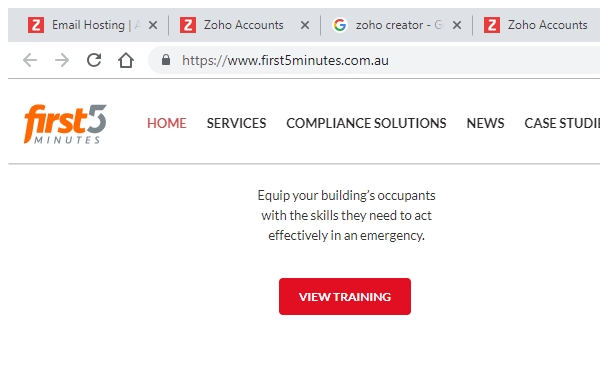 Email Hosting |
Zoho Accounts
zoho creator - G
Zoho Accounts
https://www.first5minutes.com.au
first5
MINUTES
HOME
SERVICES
COMPLIANCE SOLUTIONS
NEWS
CASE STUDIE
Equip your building’s occupants
with the skills they need to act
effectively in an emergency.
VIEW TRAINING